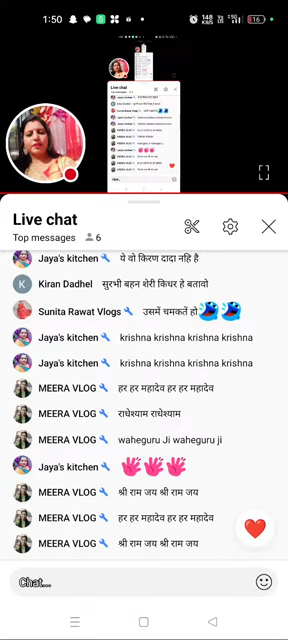 1:50
148
KB/s
5G
16
Live chat
Top messages 6
Jaya's kitchen ये वो किरण दादा नहि है
Kiran Dadhel सुरभी बहन शेरी किधर हे बतावो
Sunita Rawat Vlogs उसमें चमकतें हो
Jaya's kitchen krishna krishna krishna krishna
Jaya's kitchen krishna krishna krishna krishna
MEERA VLOG हर हर महादेव हर हर महादेव
MEERA VLOG राधेश्याम राधेश्याम
MEERA VLOG waheguru Ji waheguru ji
Jaya's kitchen
MEERA VLOG श्री राम जय श्री राम जय
MEERA VLOG हर हर महादेव हर हर महादेव
MEERA VLOG श्री राम जय श्री राम जय
Chat...